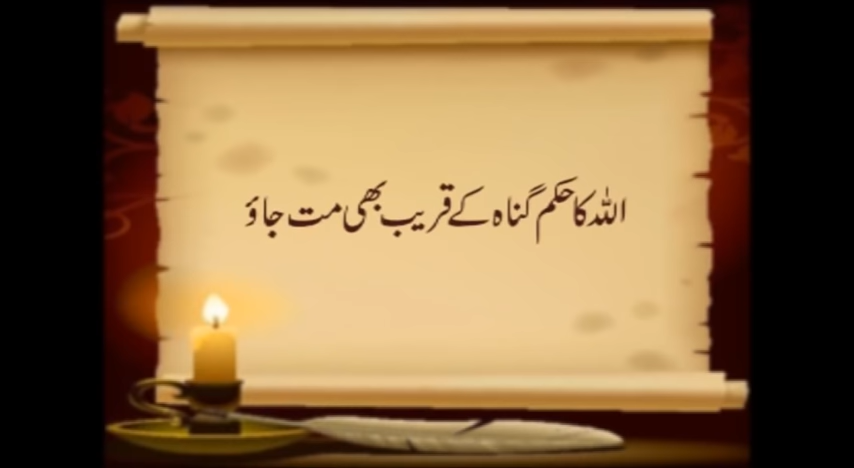 اللہ کا حکم گناہ کے قریب بھی مت جاؤ